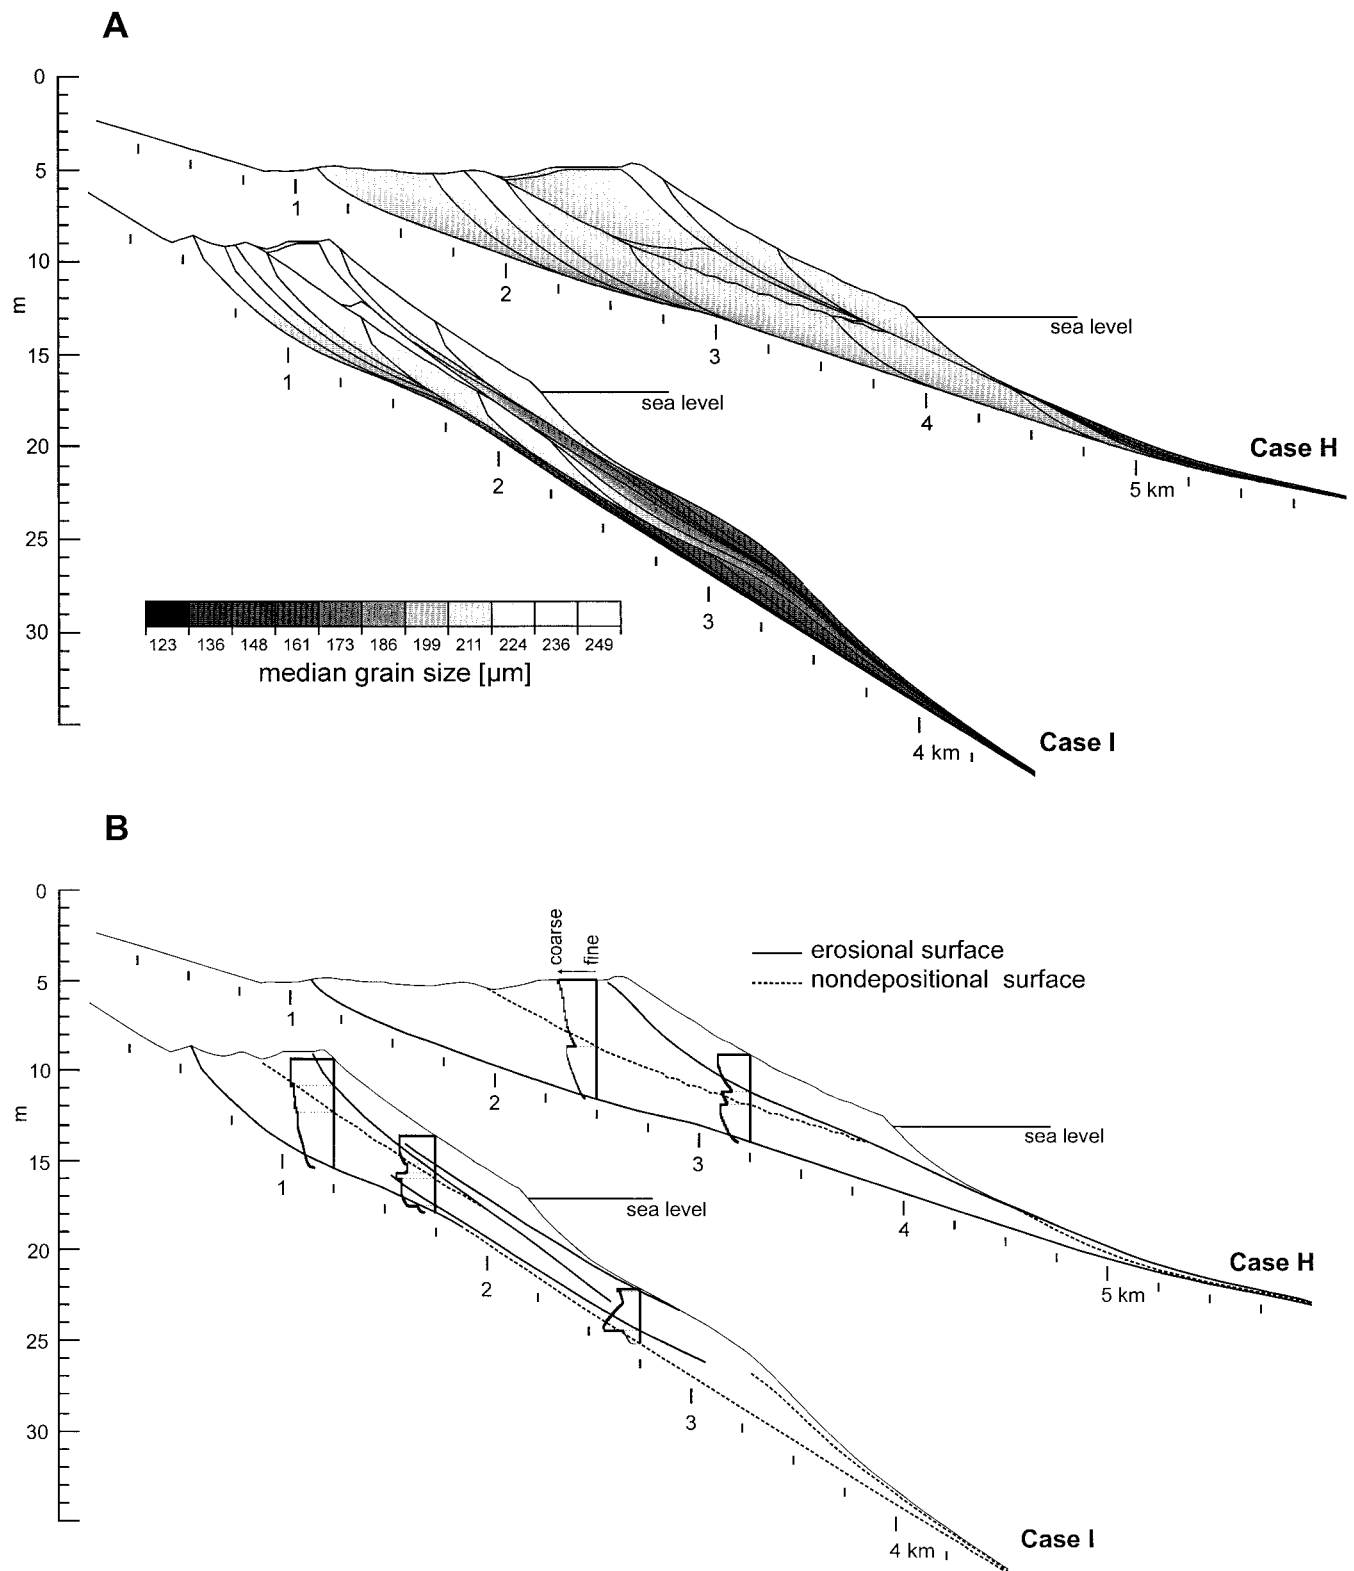 A
0
5
10
15
20
25
30
m
1
2
3
4
5 km
sea level
Case H
1
2
3
4 km
sea level
Case I
123 136 148 161 173 186 199 211 224 236 249
median grain size [µm]
B
0
5
10
15
20
25
30
m
coarse
fine
erosional surface
nondepositional surface
1
2
3
4
5 km
sea level
Case H
1
2
3
4 km
sea level
Case I